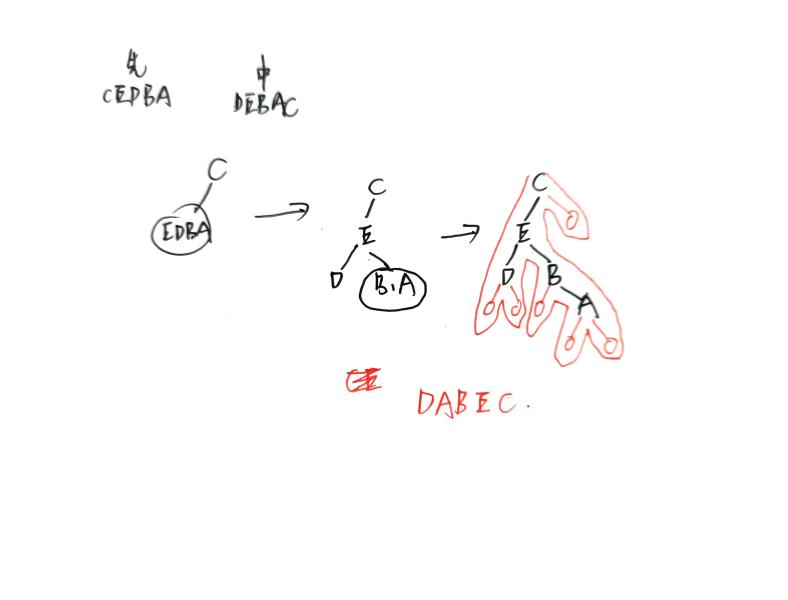 先 中
CEDBA DEBAC
C
EDBA
C
E
D B,A
C
E
D B
A
DABEC.